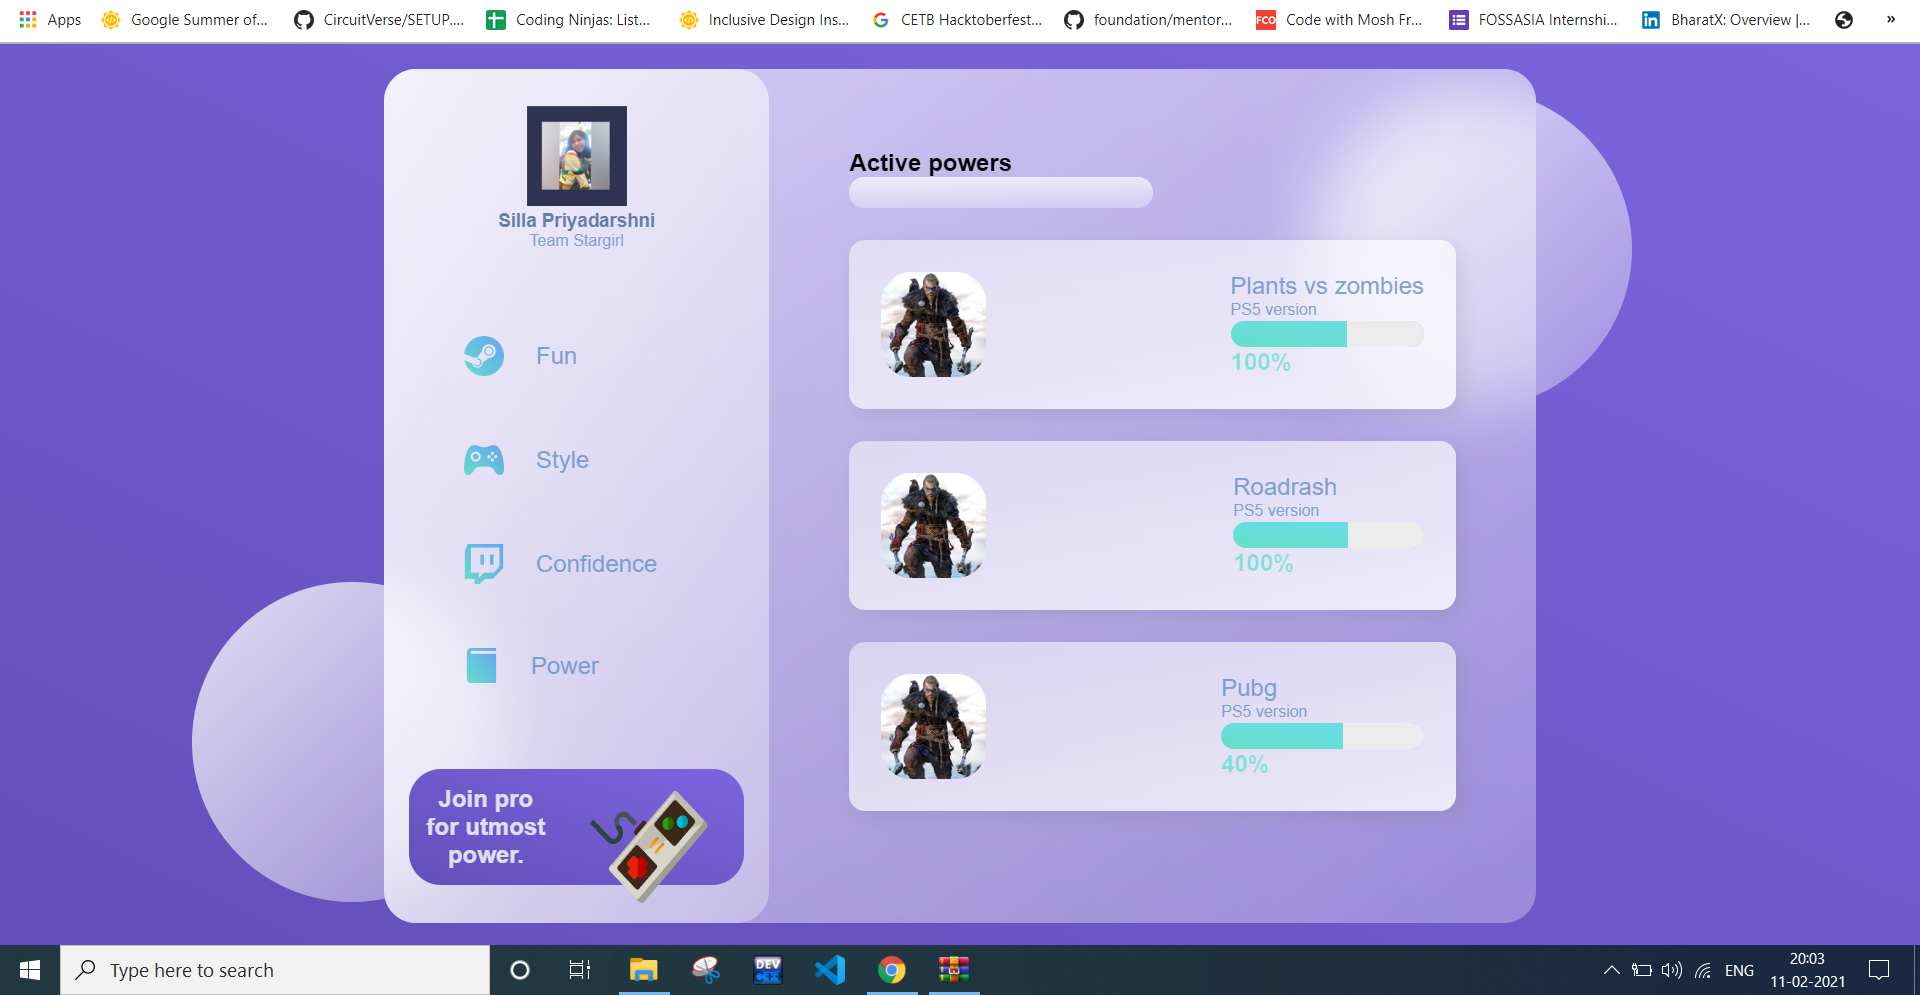 Apps Google Summer of... CircuitVerse/SETUP.... Coding Ninjas: List... Inclusive Design Ins... CETB Hacktoberfest... foundation/mentor... FCO Code with Mosh Fr... FOSSASIA Internshi... in BharatX: Overview |... »
Silla Priyadarshni
Team Stargirl
Fun
Style
Confidence
Power
Join pro
for utmost
power.
Active powers
Plants vs zombies
PS5 version
100%
Roadrash
PS5 version
100%
Pubg
PS5 version
40%
Type here to search
DEV
ENG
20:03
11-02-2021